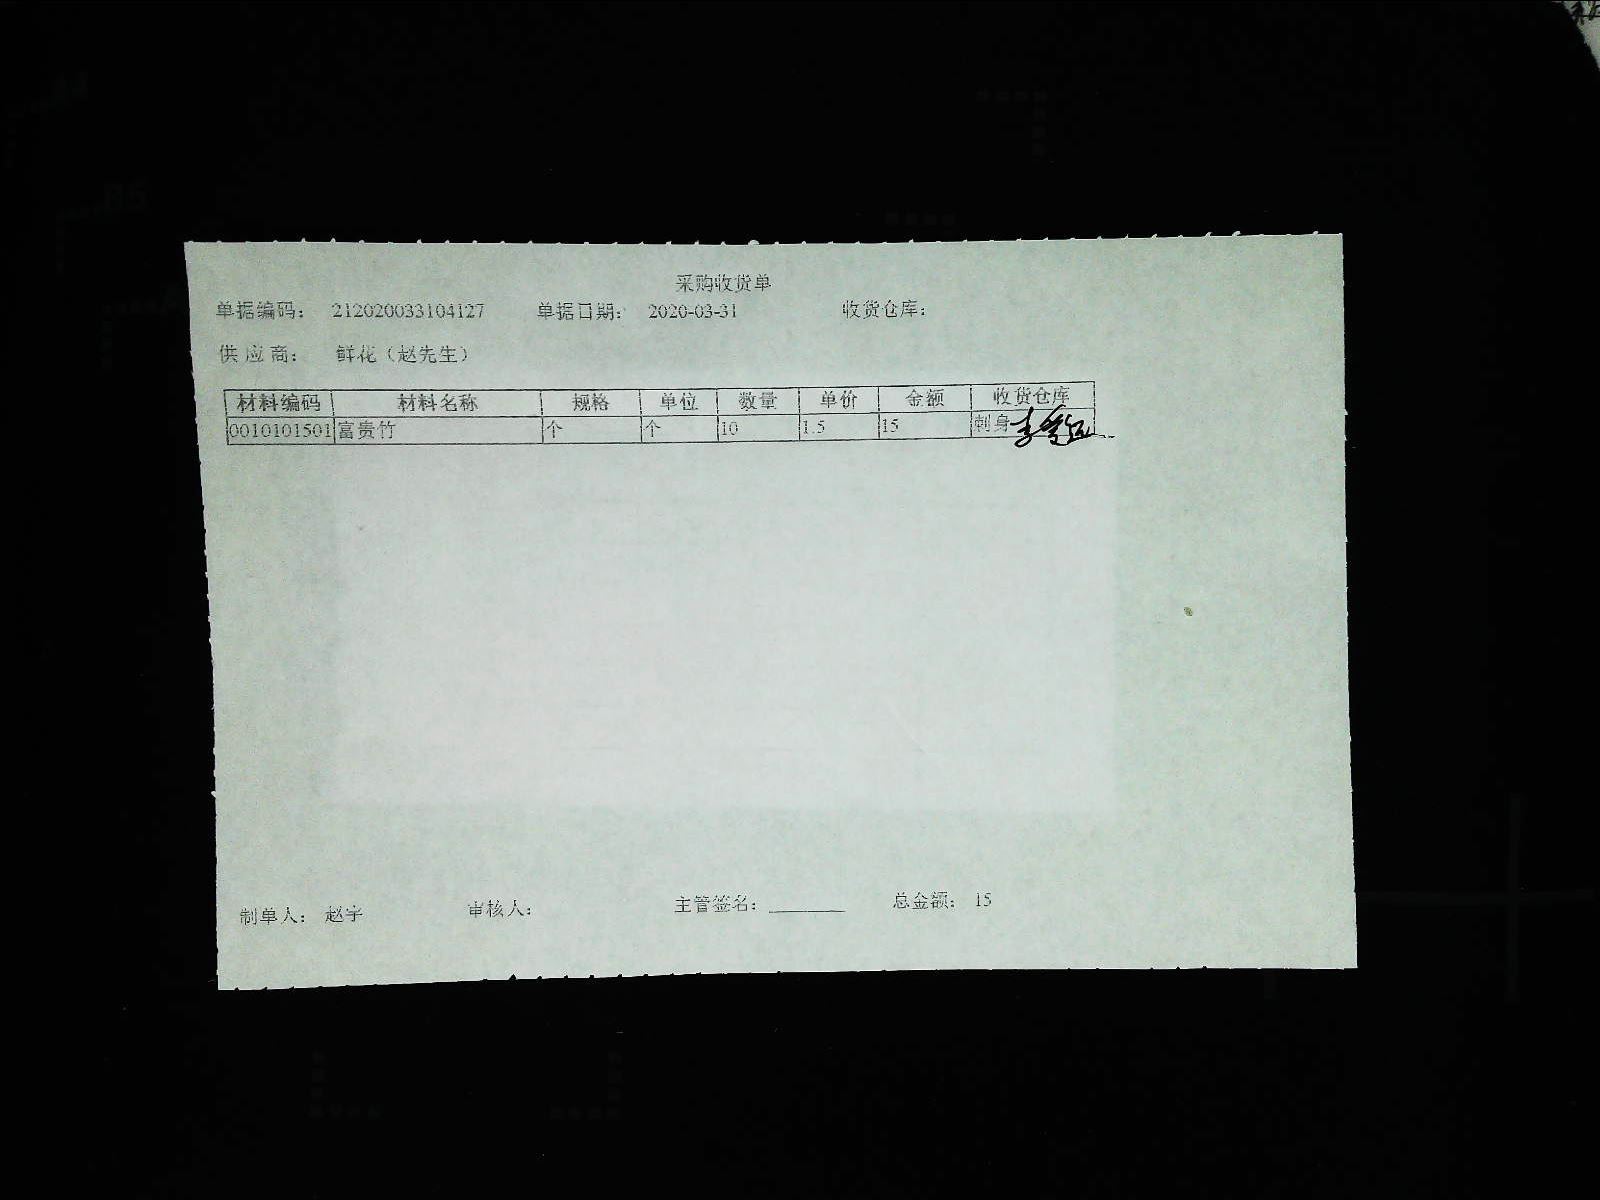 采购收货单
单据编码： 212020033104127 单据日期： 2020-03-31 收货仓库：
供应商： 鲜花（赵先生）
材料编码 材料名称 规格 单位 数量 单价 金额 收货仓库
0010101501 富贵竹 个 个 10 1.5 15 刺身
制单人： 赵宇 审核人： 主管签名： 总金额： 15